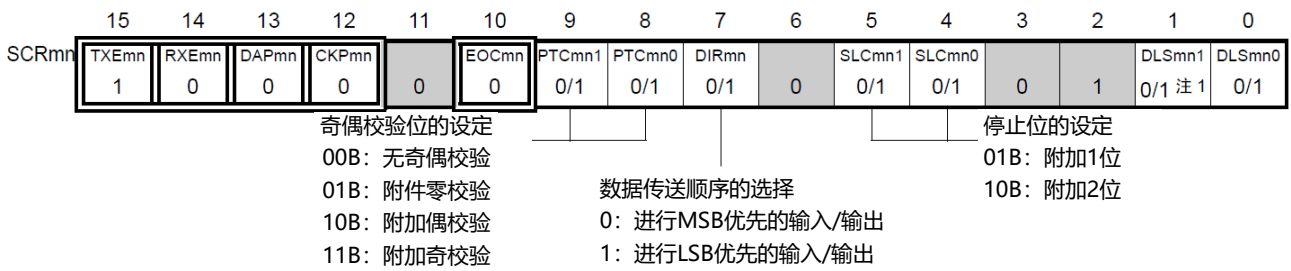 15 14 13 12 11 10 9 8 7 6 5 4 3 2 1 0
SCRmn TXEmn RXEmn DAPmn CKPmn EOCmn PTCmn1 PTCmn0 DIRmn SLCmn1 SLCmn0 DLSmn1 DLSmn0
1 0 0 0 0 0 0/1 0/1 0/1 0 0/1 0/1 0 1 0/1 注 1 0/1
奇偶校验位的设定
00B：无奇偶校验
01B：附件零校验
10B：附加偶校验
11B：附加奇校验
数据传送顺序的选择
0：进行MSB优先的输入/输出
1：进行LSB优先的输入/输出
停止位的设定
01B：附加1位
10B：附加2位